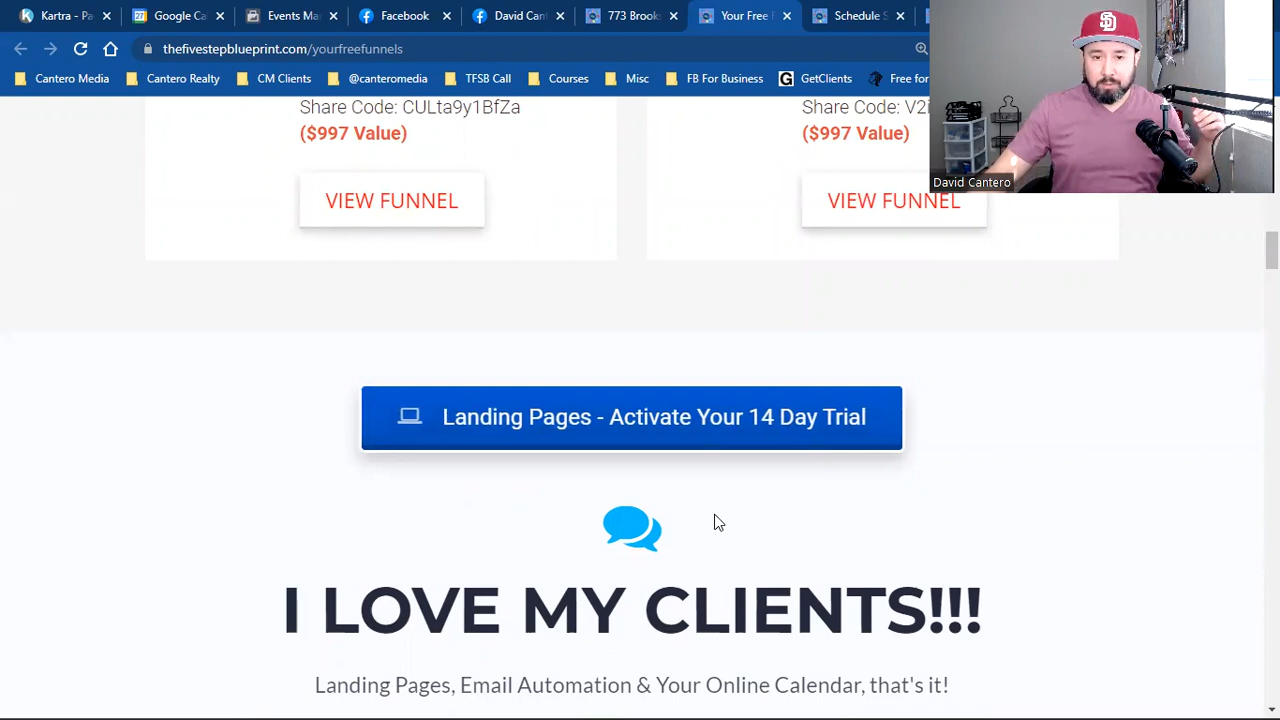 Kartra - Pa
Google Ca
Events Ma
Facebook
David Can
773 Brook
Your Free F
Schedule S
thefivestepblueprint.com/yourfreefunnels
Cantero Media
Cantero Realty
CM Clients
@canteromedia
TFSB Call
Courses
Misc
FB For Business
GetClients
Free for
SD
David Cantero
Share Code: CULta9y1BfZa
($997 Value)
VIEW FUNNEL
Share Code: V2i
($997 Value)
VIEW FUNNEL
Landing Pages - Activate Your 14 Day Trial
I LOVE MY CLIENTS!!!
Landing Pages, Email Automation & Your Online Calendar, that's it!